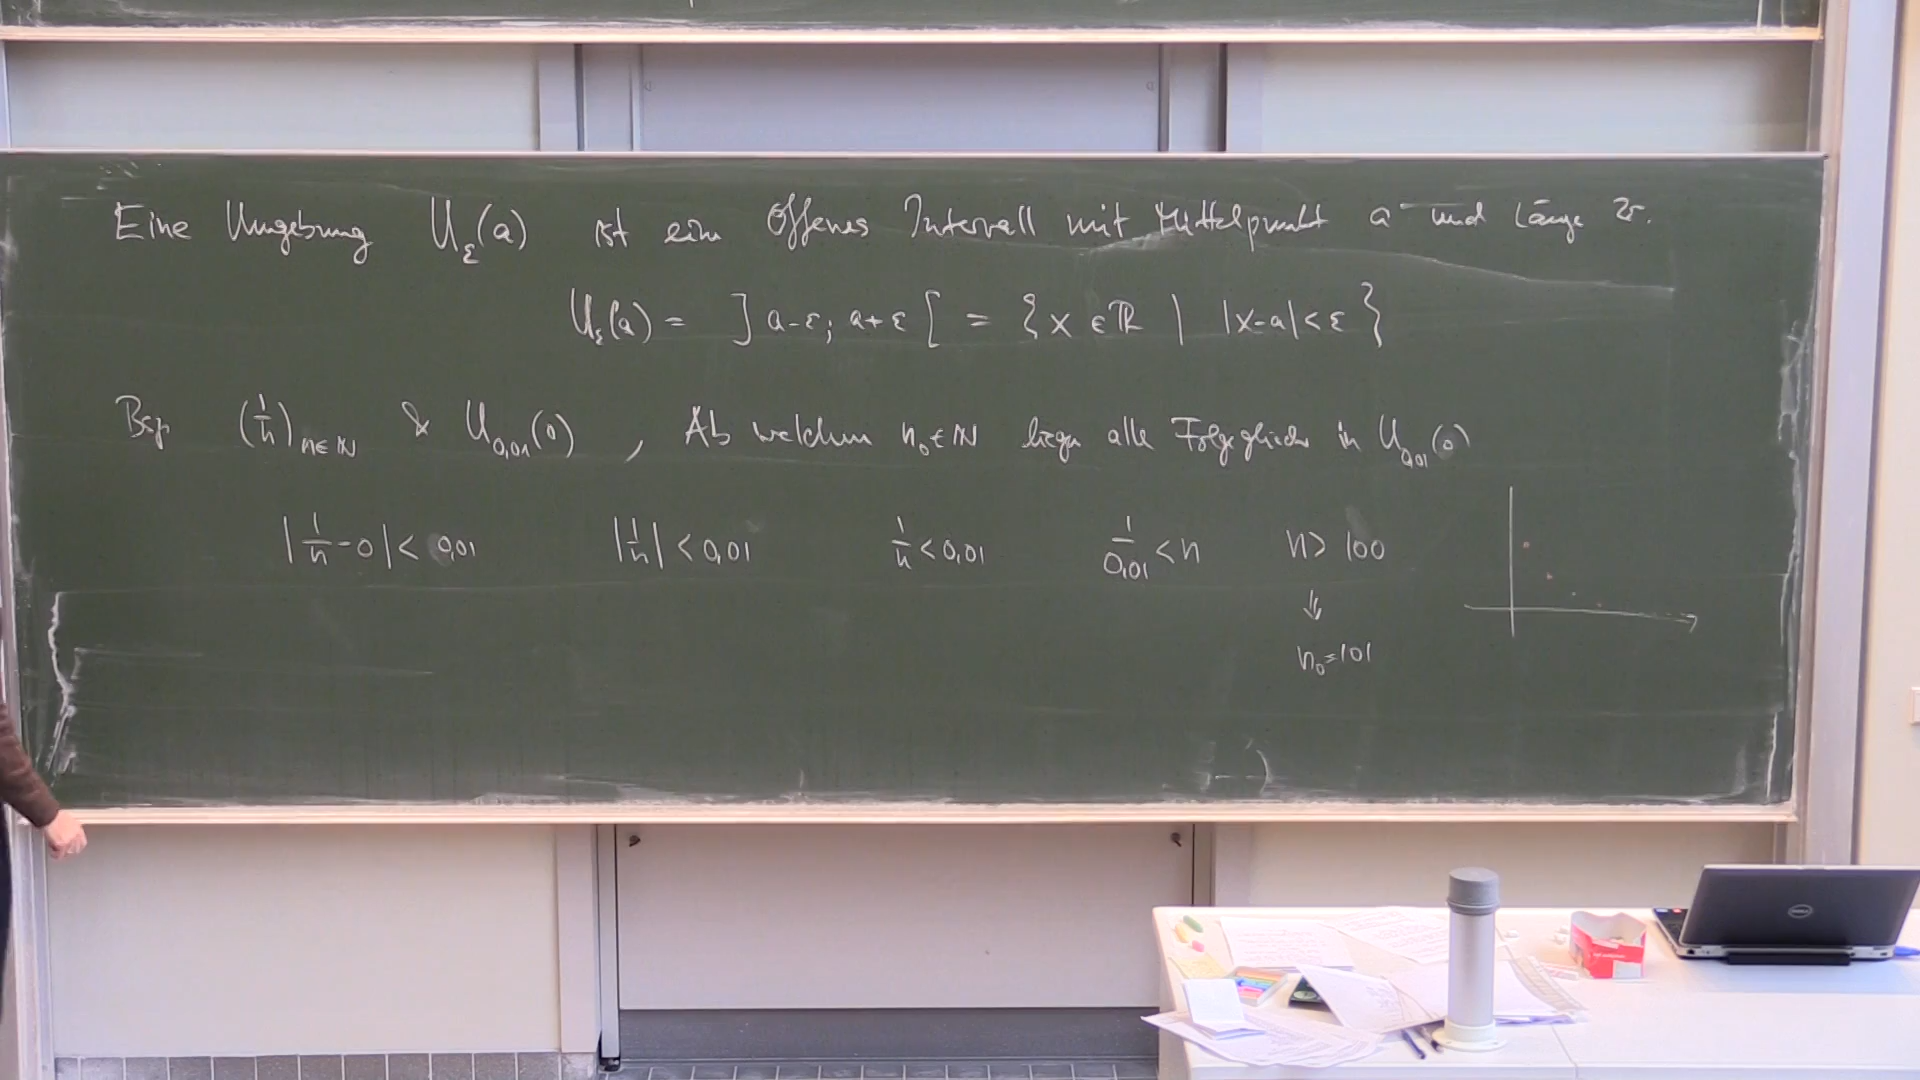 Eine Umgebung U_ε(a) ist ein Offenes Intervall mit Mittelpunkt a und Länge 2ε.
U_ε(a) = ]a-ε; a+ε[ = {x ∈ ℝ | |x-a| < ε}
Bsp (1/n)_{n∈ℕ} & U_{0,01}(0) , Ab welchem n₀∈ℕ liegen alle Folgeglieder in U_{0,01}(0)
|1/n - 0| < 0,01 |1/n| < 0,01 1/n < 0,01 1/0,01 < n n > 100
⇓
n₀ = 101
DELL